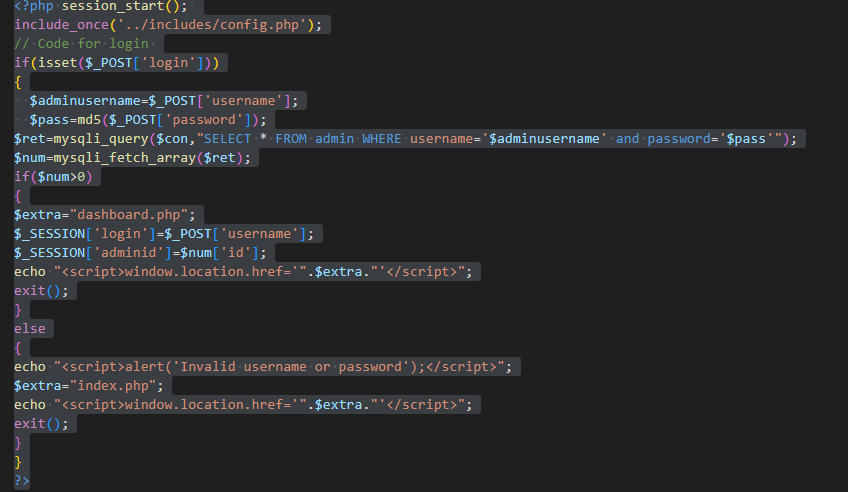 <?php session_start();
include_once('../includes/config.php');
// Code for login
if(isset($_POST['login']))
{
  $adminusername=$_POST['username'];
  $pass=md5($_POST['password']);
$ret=mysqli_query($con,"SELECT * FROM admin WHERE username='$adminusername' and password='$pass'");
$num=mysqli_fetch_array($ret);
if($num>0)
{
$extra="dashboard.php";
$_SESSION['login']=$_POST['username'];
$_SESSION['adminid']=$num['id'];
echo "<script>window.location.href='".$extra."'</script>";
exit();
}
else
{
echo "<script>alert('Invalid username or password');</script>";
$extra="index.php";
echo "<script>window.location.href='".$extra."'</script>";
exit();
}
}
?>